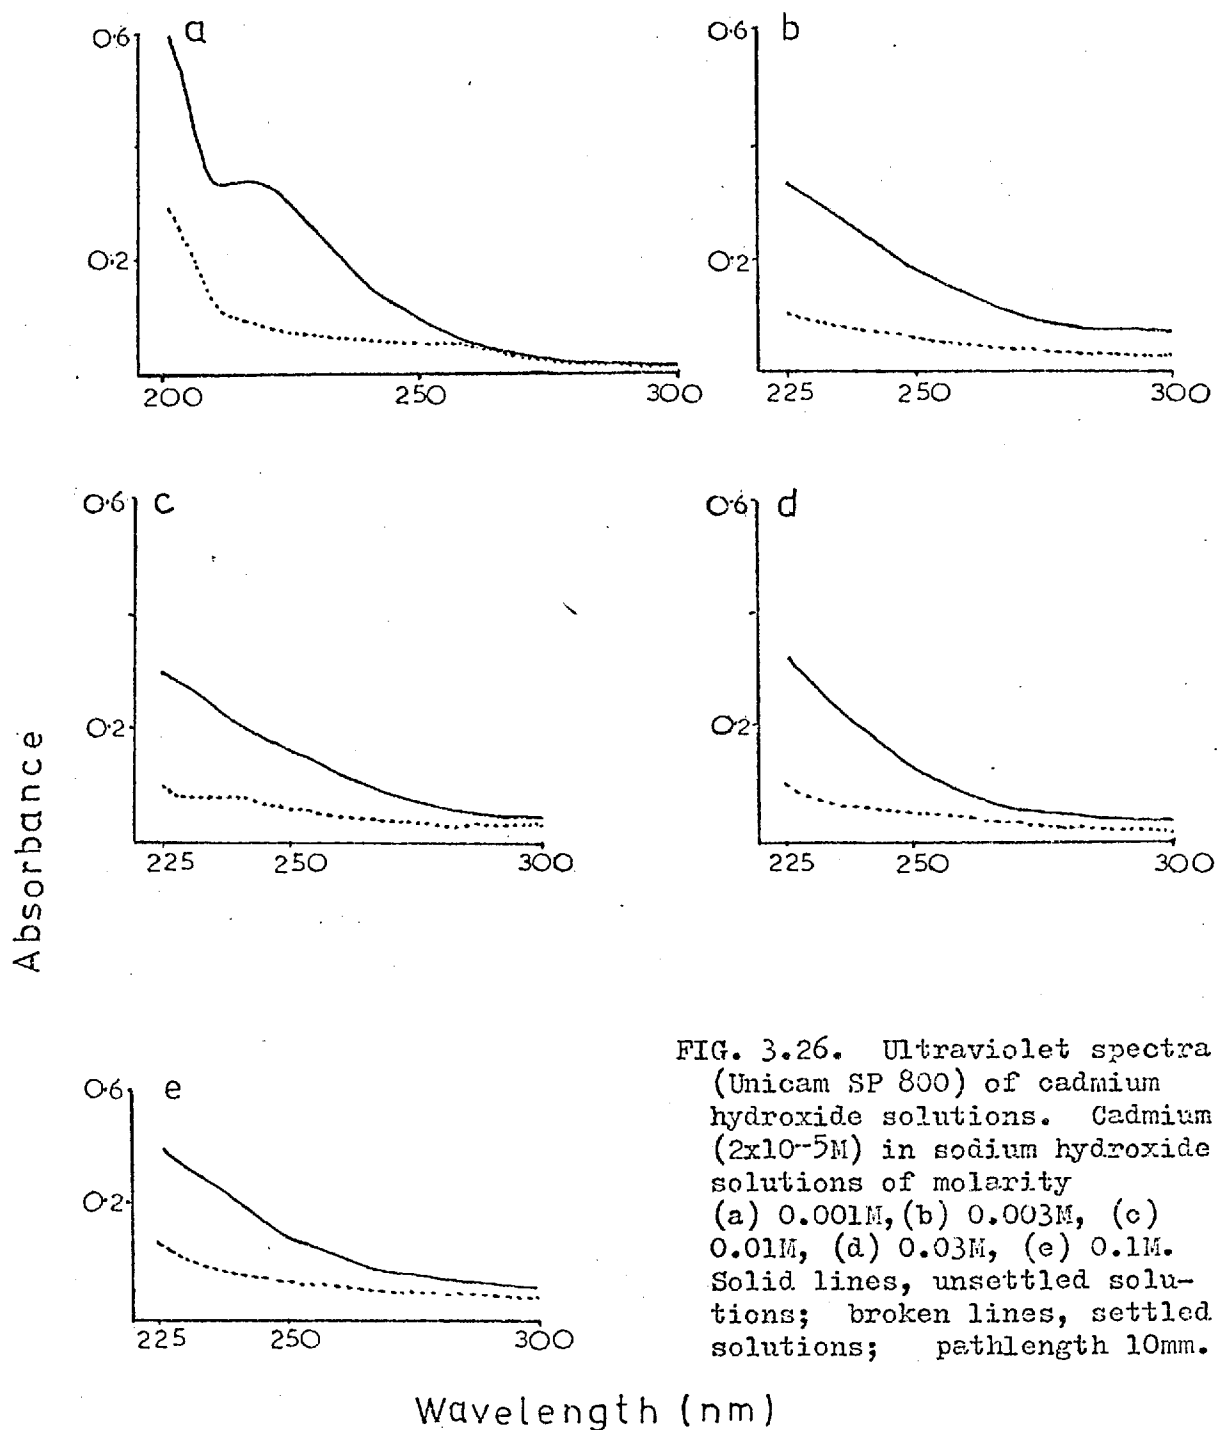 a
0·6
0·2
200 250 300
b
0·6
0·2
225 250 300
c
0·6
0·2
225 250 300
d
0·6
0·2
225 250 300
e
0·6
0·2
225 250 300
Absorbance
Wavelength (nm)
FIG. 3.26. Ultraviolet spectra
(Unicam SP 800) of cadmium
hydroxide solutions. Cadmium
(2x10-5M) in sodium hydroxide
solutions of molarity
(a) 0.001M,(b) 0.003M, (c)
0.01M, (d) 0.03M, (e) 0.1M.
Solid lines, unsettled solu-
tions; broken lines, settled
solutions; pathlength 10mm.